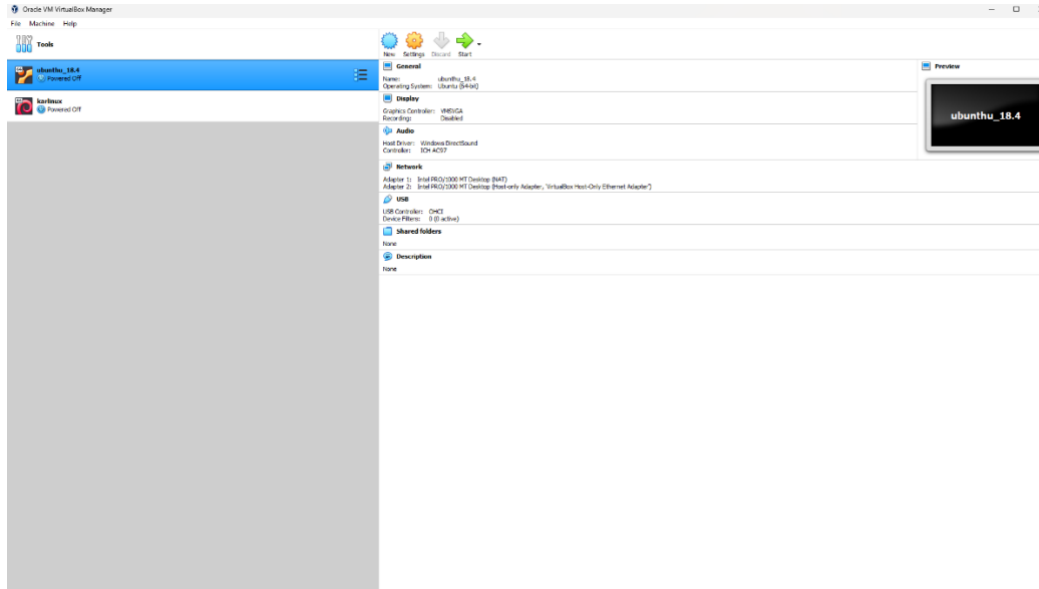 Oracle VM VirtualBox Manager
File Machine Help
Tools
New Settings Discard Start
ubunthu_18.4
Powered Off
karlinux
Powered Off
General
Name: ubunthu_18.4
Operating System: Ubuntu (64-bit)
Display
Graphics Controller: VMSVGA
Recording: Disabled
Audio
Host Driver: Windows DirectSound
Controller: ICH AC97
Network
Adapter 1: Intel PRO/1000 MT Desktop (NAT)
Adapter 2: Intel PRO/1000 MT Desktop (Host-only Adapter, 'VirtualBox Host-Only Ethernet Adapter')
USB
USB Controller: OHCI
Device Filters: 0 (0 active)
Shared folders
None
Description
None
Preview
ubunthu_18.4